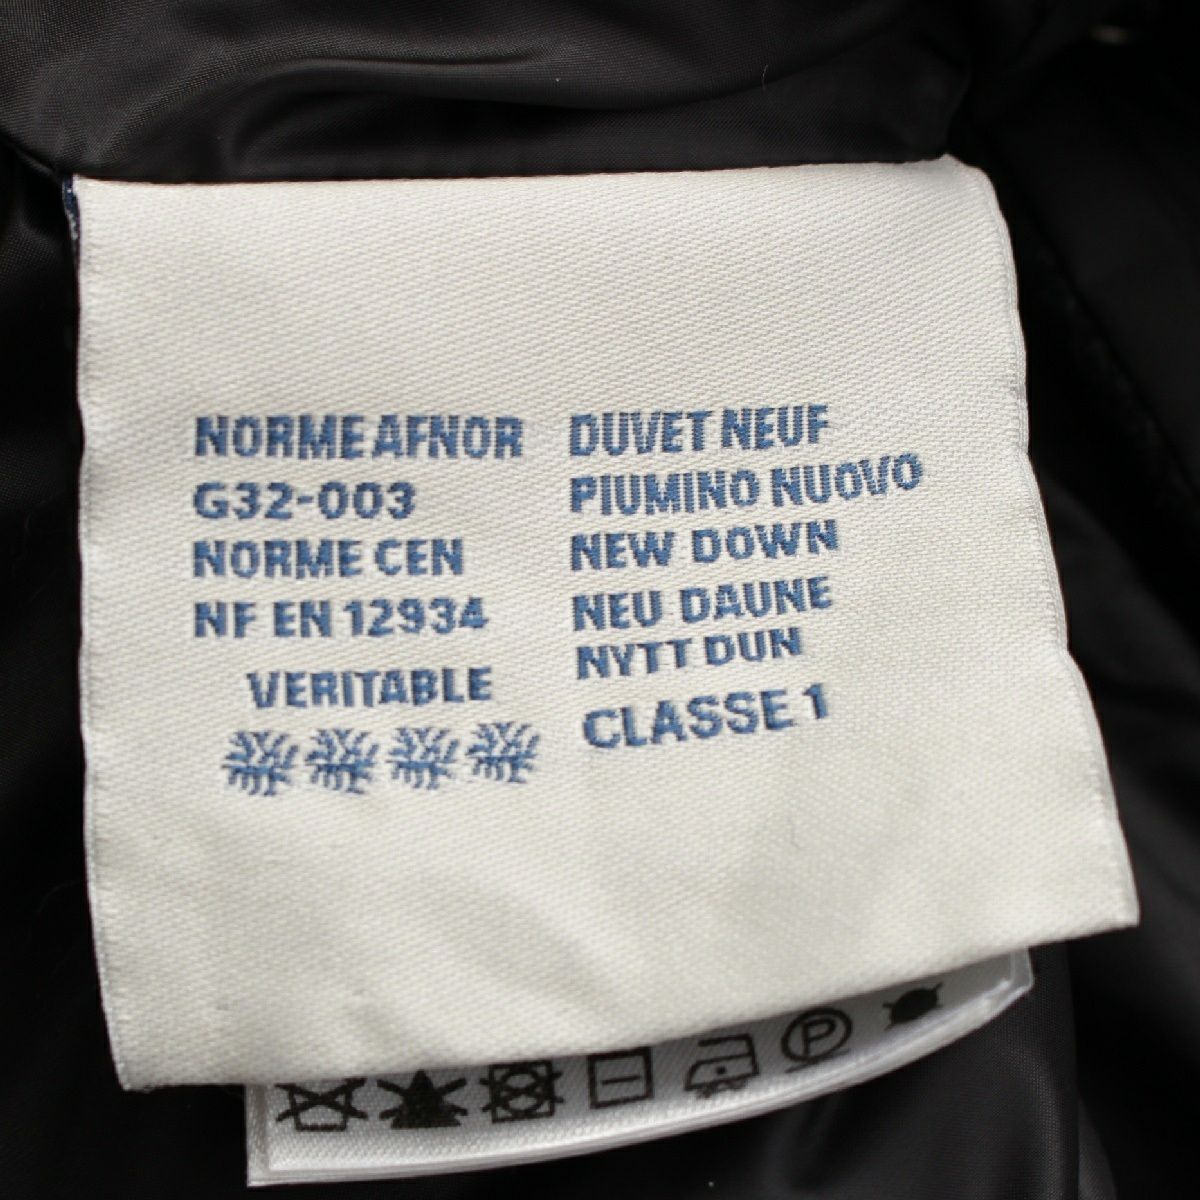 NORME AFNOR
G32-003
NORME CEN
NF EN 12934
VERITABLE
DUVET NEUF
PIUMINO NUOVO
NEW DOWN
NEU DAUNE
NYTT DUN
CLASSE 1
P